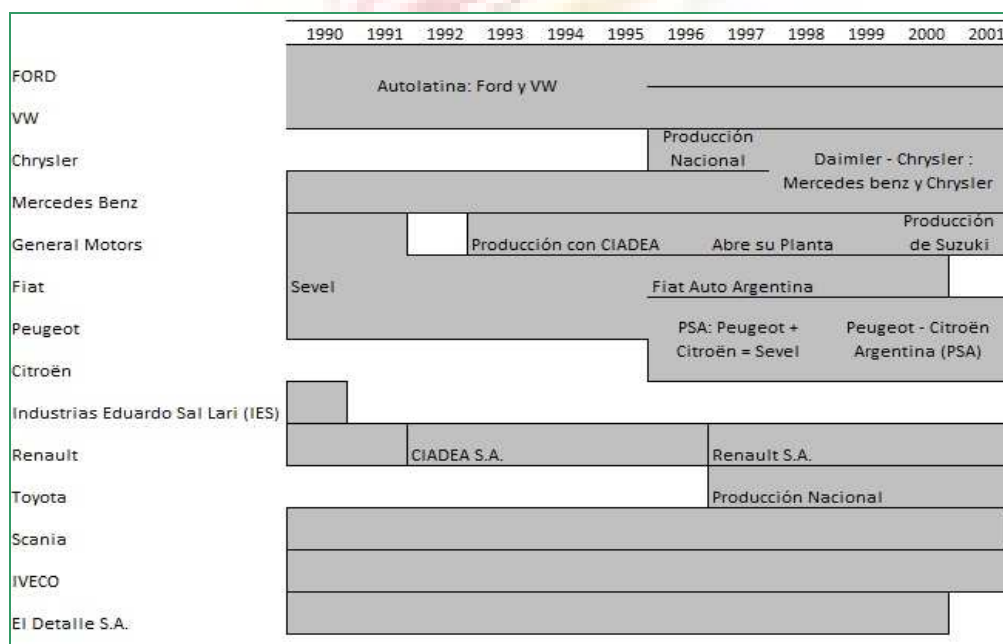 1990 1991 1992 1993 1994 1995 1996 1997 1998 1999 2000 2001
FORD
Autolatina: Ford y VW
VW
Producción
Chrysler
Nacional
Daimler - Chrysler :
Mercedes benz y Chrysler
Mercedes Benz
Producción
General Motors
Producción con CIADEA
Abre su Planta
de Suzuki
Fiat
Sevel
Fiat Auto Argentina
Peugeot
PSA: Peugeot +
Citroën = Sevel
Peugeot - Citroën
Argentina (PSA)
Citroën
Industrias Eduardo Sal Lari (IES)
Renault
CIADEA S.A.
Renault S.A.
Toyota
Producción Nacional
Scania
IVECO
El Detalle S.A.